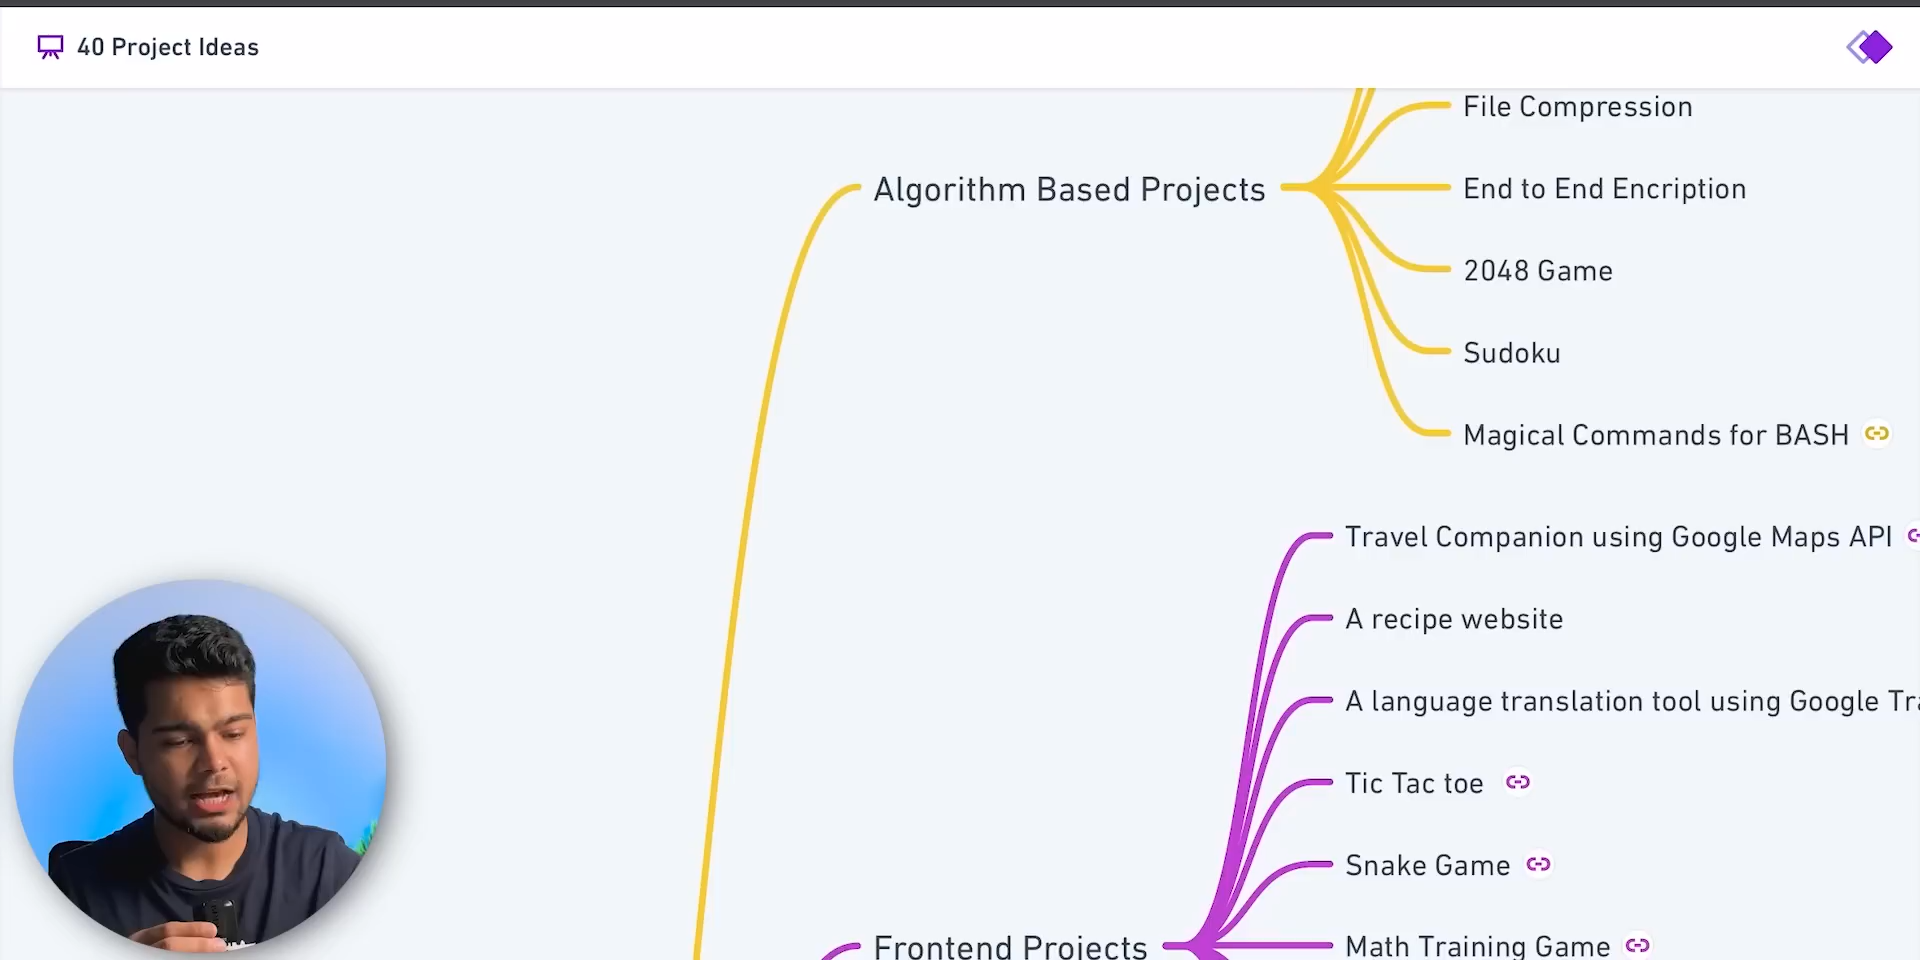 40 Project Ideas
File Compression
Algorithm Based Projects
End to End Encription
2048 Game
Sudoku
Magical Commands for BASH
Travel Companion using Google Maps API
A recipe website
A language translation tool using Google
Tic Tac toe
Snake Game
Frontend Projects
Math Training Game